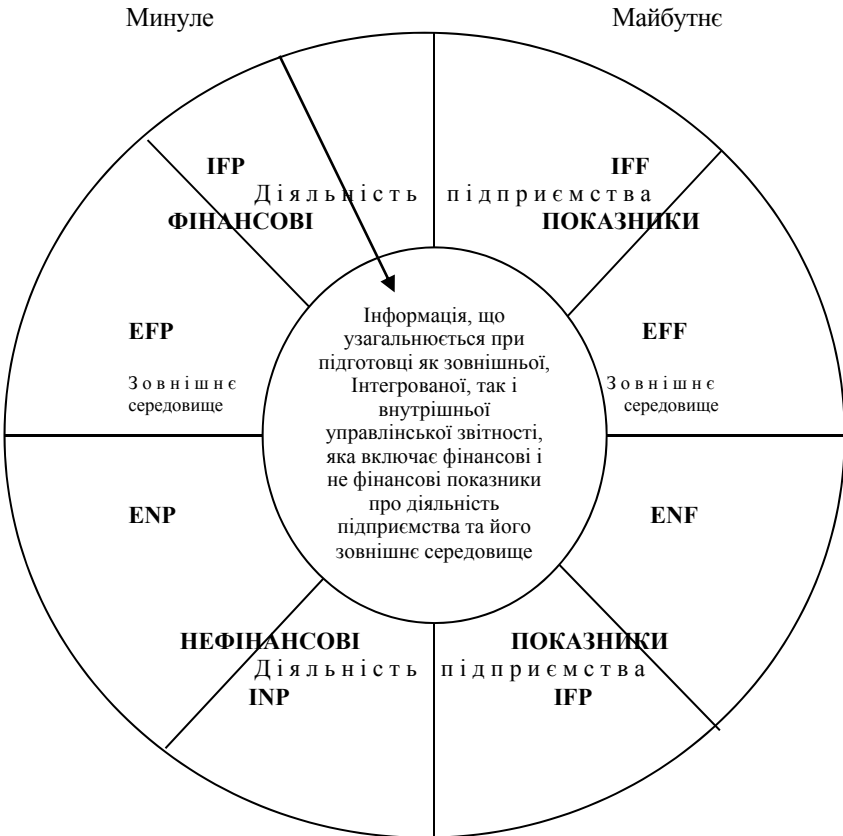 Минуле Майбутнє
IFP IFF
Діяльність підприємства
ФІНАНСОВІ ПОКАЗНИКИ
Інформація, що
узагальнюється при
підготовці як зовнішньої,
Інтегрованої, так і
внутрішньої
управлінської звітності,
яка включає фінансові і
не фінансові показники
про діяльність
підприємства та його
зовнішнє середовище
EFP EFF
Зовнішнє Зовнішнє
середовище середовище
ENP ENF
НЕФІНАНСОВІ ПОКАЗНИКИ
Діяльність підприємства
INP IFP